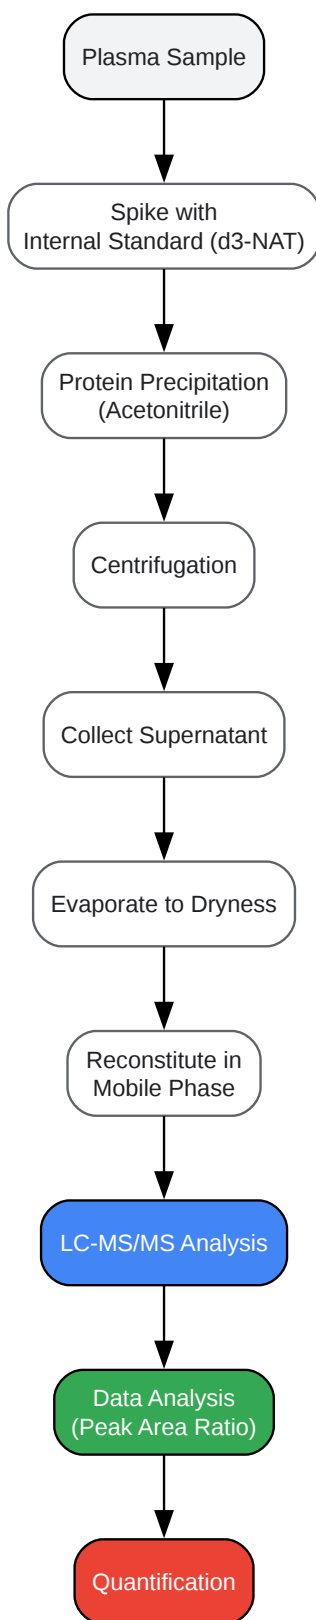 Plasma Sample
Spike with
Internal Standard (d3-NAT)
Protein Precipitation
(Acetonitrile)
Centrifugation
Collect Supernatant
Evaporate to Dryness
Reconstitute in
Mobile Phase
LC-MS/MS Analysis
Data Analysis
(Peak Area Ratio)
Quantification